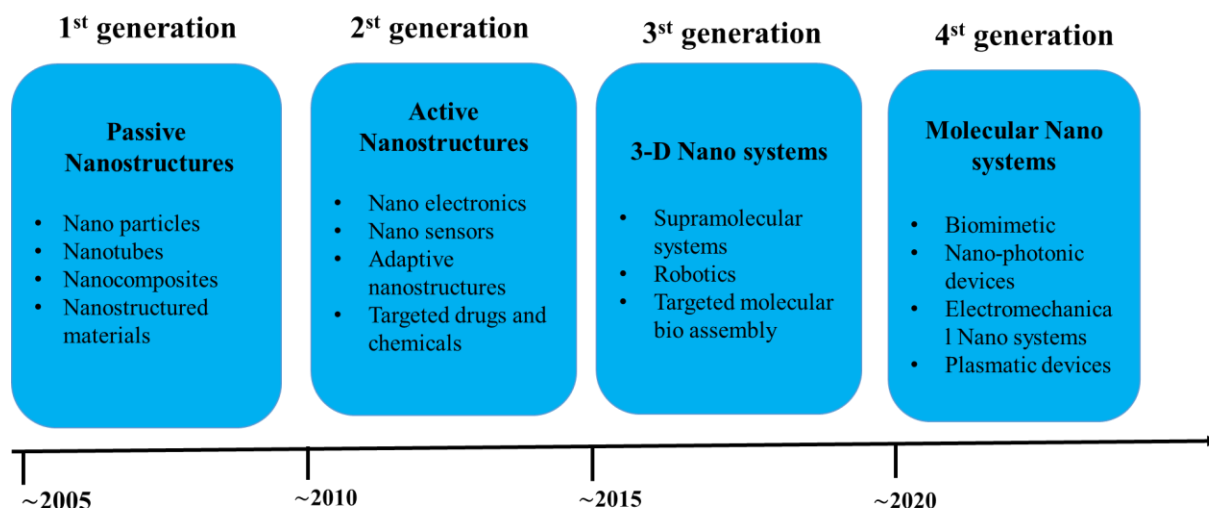 1st generation
2st generation
3st generation
4st generation
Passive
Nanostructures
• Nano particles
• Nanotubes
• Nanocomposites
• Nanostructured
materials
Active
Nanostructures
• Nano electronics
• Nano sensors
• Adaptive
nanostructures
• Targeted drugs and
chemicals
3-D Nano systems
• Supramolecular
systems
• Robotics
• Targeted molecular
bio assembly
Molecular Nano
systems
• Biomimetic
• Nano-photonic
devices
• Electromechanica
l Nano systems
• Plasmatic devices
~2005
~2010
~2015
~2020